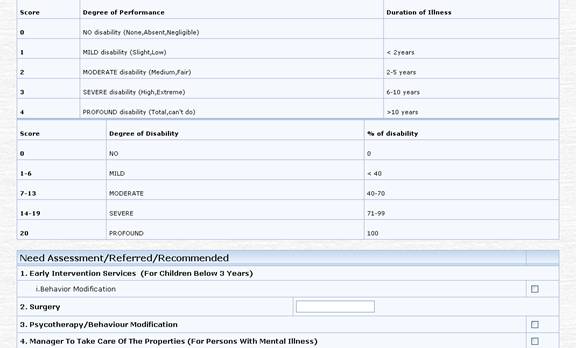 Score Degree of Performance Duration of Illness
0 NO disability (None,Absent,Negligible)
1 MILD disability (Slight,Low) < 2years
2 MODERATE disability (Medium,Fair) 2-5 years
3 SEVERE disability (High,Extreme) 6-10 years
4 PROFOUND disability (Total,can't do) >10 years
Score Degree of Disability % of disability
0 NO 0
1-6 MILD < 40
7-13 MODERATE 40-70
14-19 SEVERE 71-99
20 PROFOUND 100
Need Assessment/Referred/Recommended
1. Early Intervention Services (For Children Below 3 Years)
i.Behavior Modification
2. Surgery
3. Psycotherapy/Behaviour Modification
4. Manager To Take Care Of The Properties (For Persons With Mental Illness)